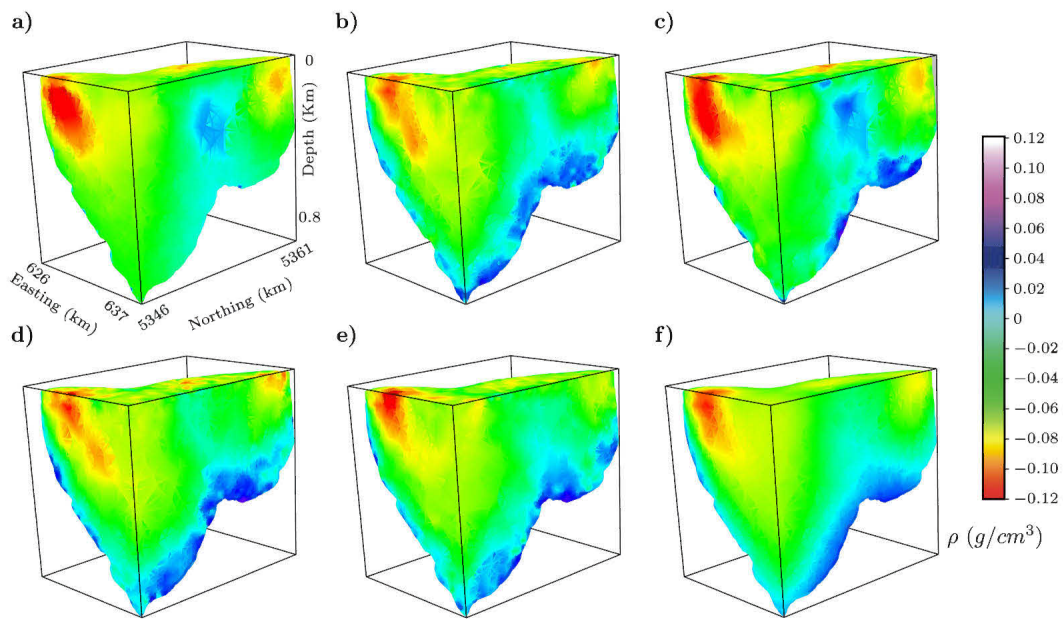 a)
b)
c)
0
Depth (Km)
0.8
626
Easting (km)
637
5346
Northing (km)
5361
0.12
0.10
0.08
0.06
0.04
0.02
0
−0.02
−0.04
−0.06
−0.08
−0.10
−0.12
ρ (g/cm³)
d)
e)
f)